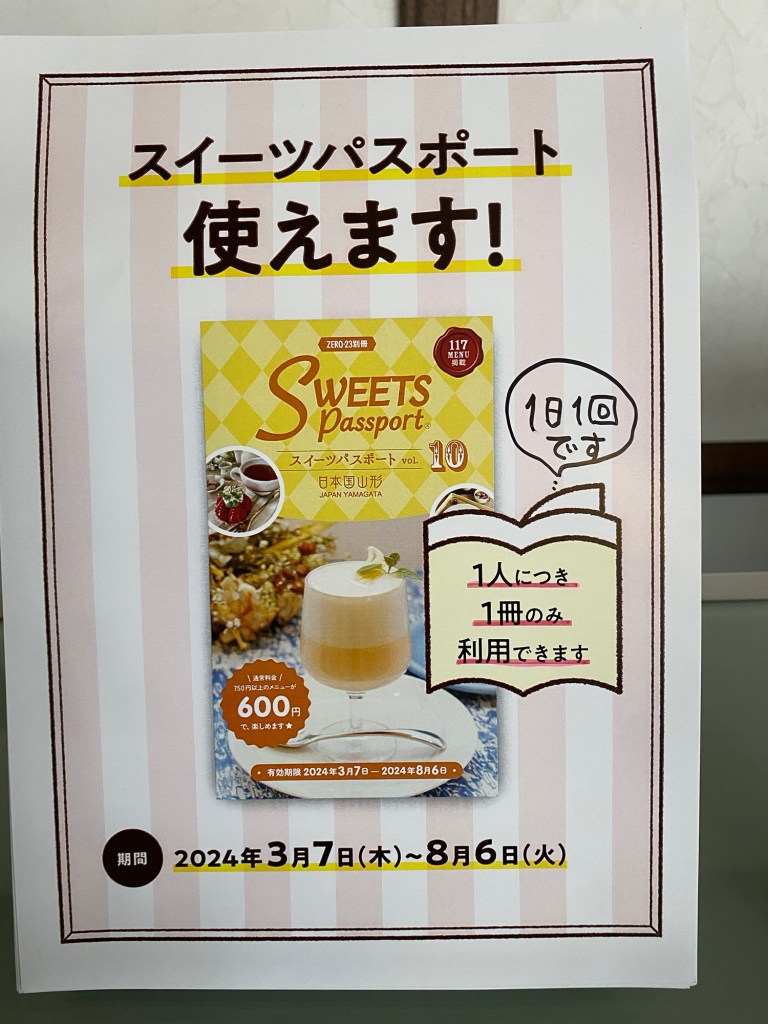 スイーツパスポート
使えます!
ZERO-23別冊
117
MENU
掲載
SWEETS
Passport®
スイーツパスポート vol. 10
日本国山形
JAPAN YAMAGATA
1日1回
です
1人につき
1冊のみ
利用できます
通常料金
750円以上のメニューが
600円
で、楽しめます★
有効期限 2024年3月7日―2024年8月6日
期間 2024年3月7日(木)~8月6日(火)